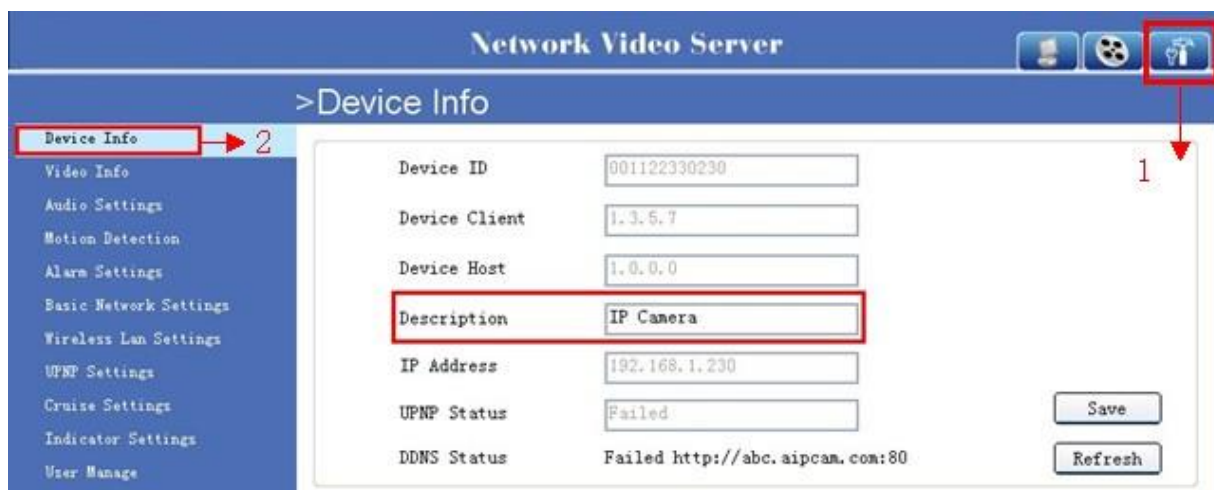 Network Video Server
>Device Info
Device Info
2
Video Info
Audio Settings
Motion Detection
Alarm Settings
Basic Network Settings
Wireless Lan Settings
UPNP Settings
Cruise Settings
Indicator Settings
User Manage
Device ID 001122330230
Device Client 1.3.5.7
Device Host 1.0.0.0
Description IP Camera
IP Address 192.168.1.230
UPNP Status Failed
DDNS Status Failed http://abc.aipcam.com:80
1
Save
Refresh